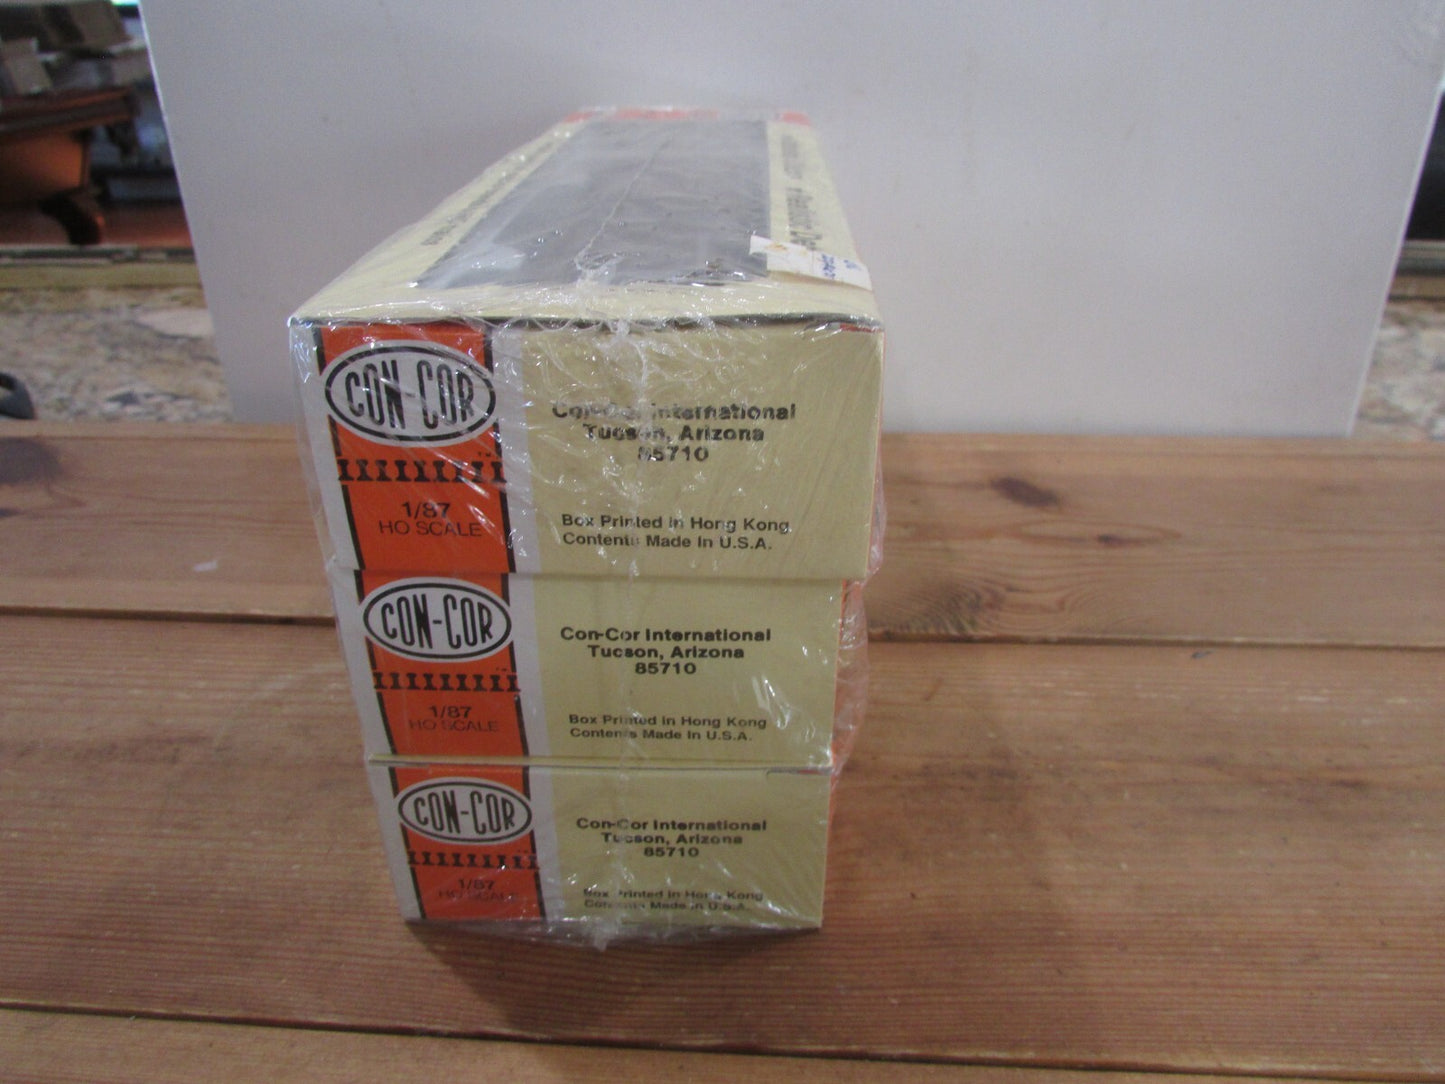 CON-COR
Con-Cor International
Tucson, Arizona
85710
1/87
HO SCALE
Box Printed in Hong Kong
Contents Made In U.S.A.
CON-COR
Con-Cor International
Tucson, Arizona
85710
1/87
HO SCALE
Box Printed in Hong Kong
Contents Made In U.S.A.
CON-COR
Con-Cor International
Tucson, Arizona
85710
1/87
HO SCALE
Box Printed in Hong Kong
Contents Made In U.S.A.